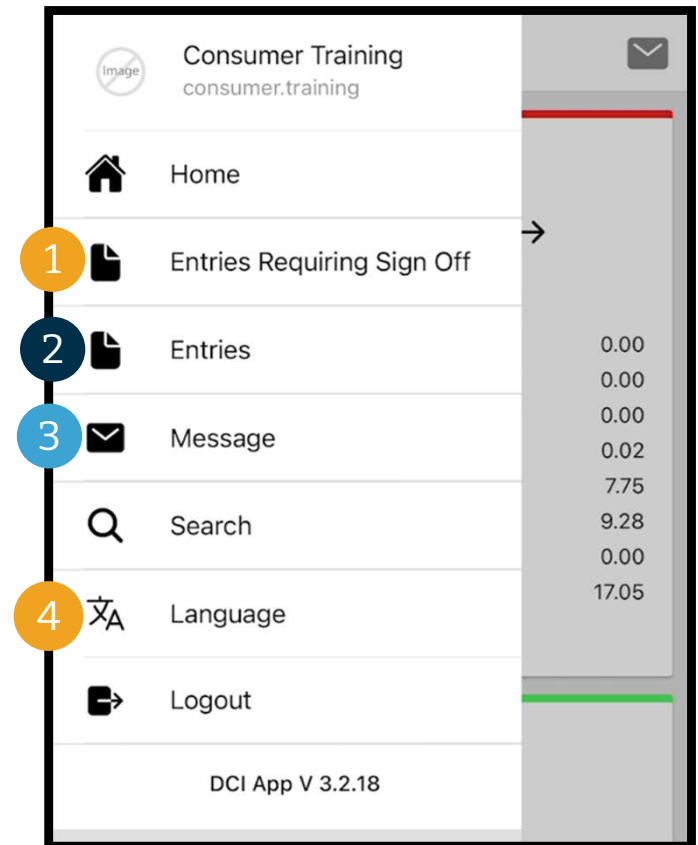 Image
Consumer Training
consumer.training
Home
1
Entries Requiring Sign Off
2
Entries
3
Message
Search
4
文A
Language
Logout
DCI App V 3.2.18
0.00
0.00
0.00
0.02
7.75
9.28
0.00
17.05